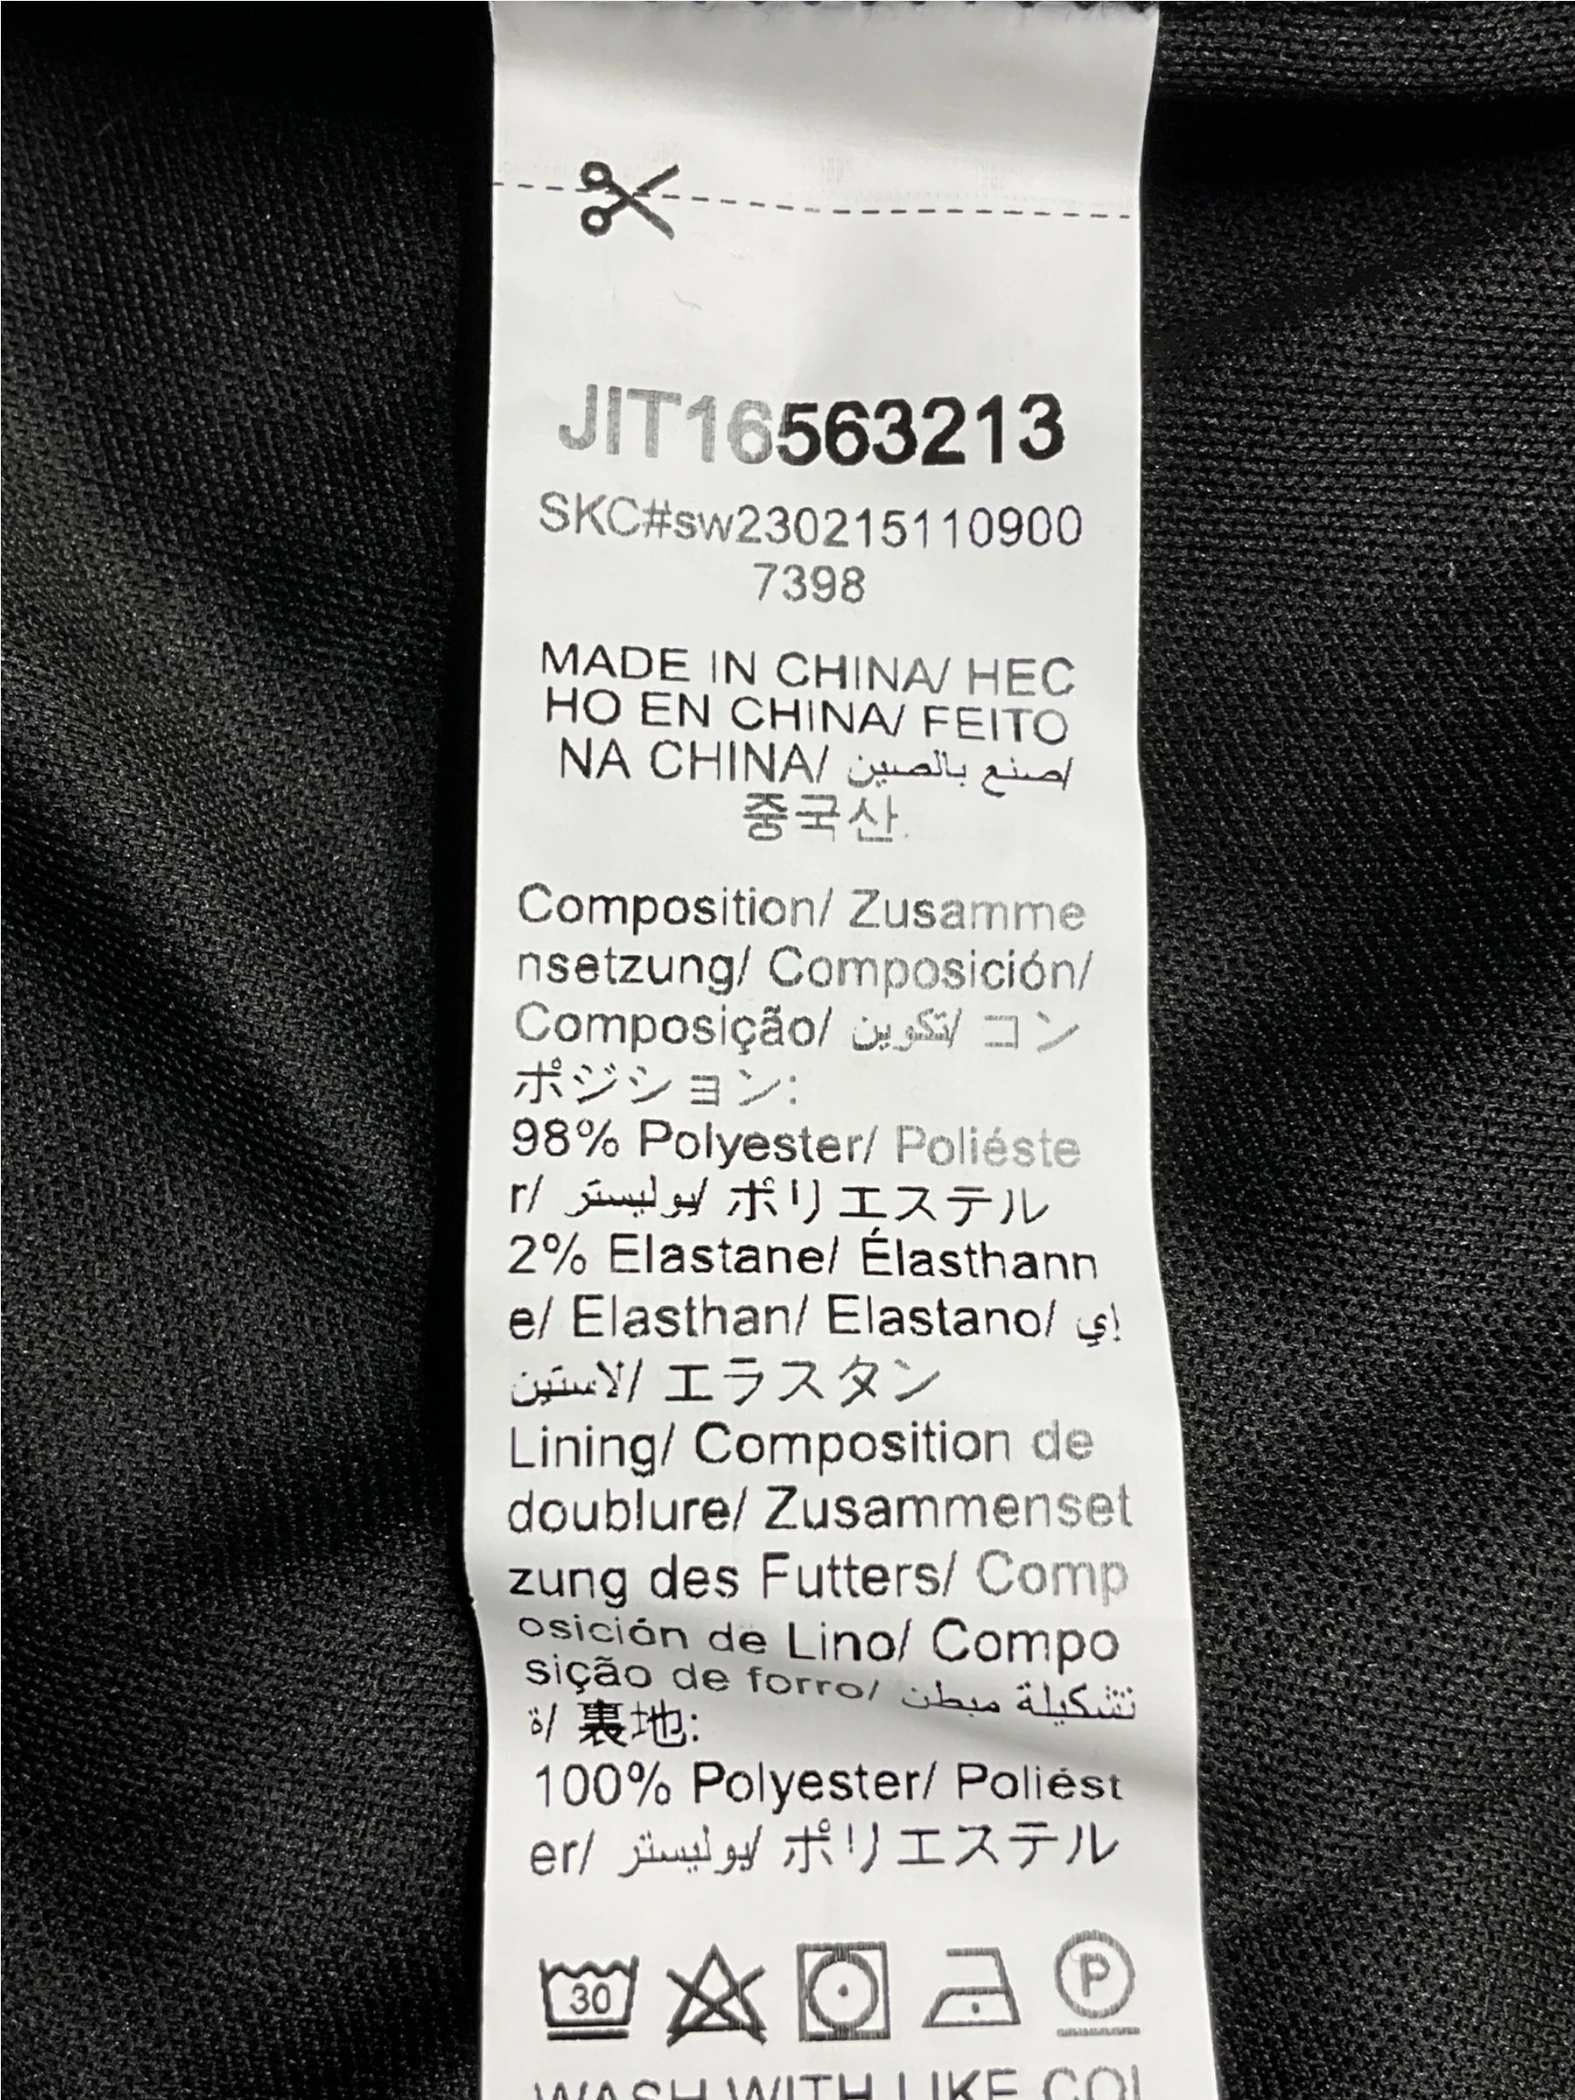 JIT16563213
SKC#sw230215110900
7398
MADE IN CHINA/ HEC
HO EN CHINA/ FEITO
NA CHINA/ صنع بالصين/
중국산.
Composition/ Zusamme
nsetzung/ Composición/
Composição/ تكوين/ コン
ポジション:
98% Polyester/ Poliéste
r/ بوليستر/ ポリエステル
2% Elastane/ Élasthann
e/ Elasthan/ Elastano/ إي
لاستين/ エラスタン
Lining/ Composition de
doublure/ Zusammenset
zung des Futters/ Comp
osición de Lino/ Compo
sição de forro/ تشكيلة مبطن
ة/ 裏地:
100% Polyester/ Poliést
er/ بوليستر/ ポリエステル
30
P
WASH WITH LIKE COL